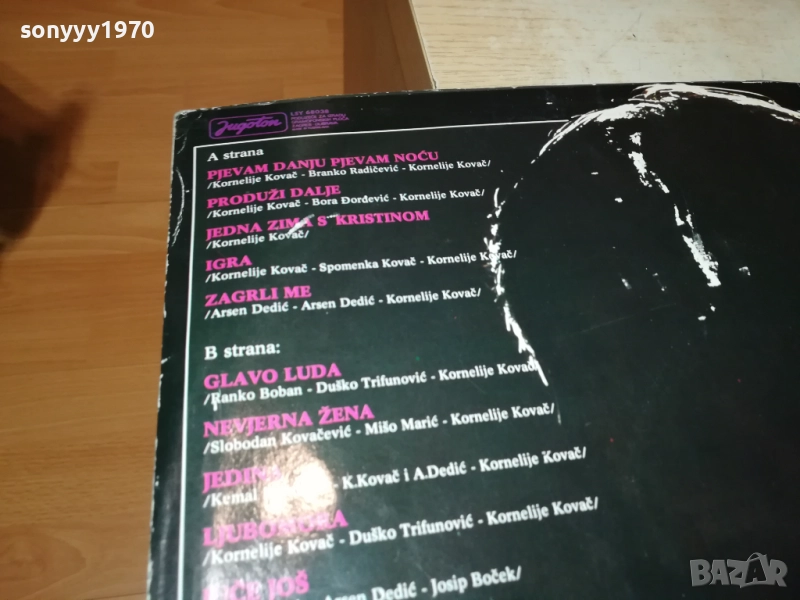 sonyyy1970
Jugoton
A strana
PJEVAM DANJU PJEVAM NOĆU
/Kornelije Kovač - Branko Radičević - Kornelije Kovač/
PRODUŽI DALJE
/Kornelije Kovač - Bora Đorđević - Kornelije Kovač/
JEDNA ZIMA S' KRISTINOM
/Kornelije Kovač/
IGRA
/Kornelije Kovač - Spomenka Kovač - Kornelije Kovač/
ZAGRLI ME
/Arsen Dedić - Arsen Dedić - Kornelije Kovač/
B strana:
GLAVO LUDA
/Ranko Boban - Duško Trifunović - Kornelije Kovač/
NEVJERNA ŽENA
/Slobodan Kovačević - Mišo Marić - Kornelije Kovač/
/Kemal - K.Kovač i A.Dedić - Kornelije Kovač/
LJUBOMORA
/Kornelije Kovač - Duško Trifunović - Kornelije Kovač/
JOŠ
Arsen Dedić - Josip Boček/
BAZAR